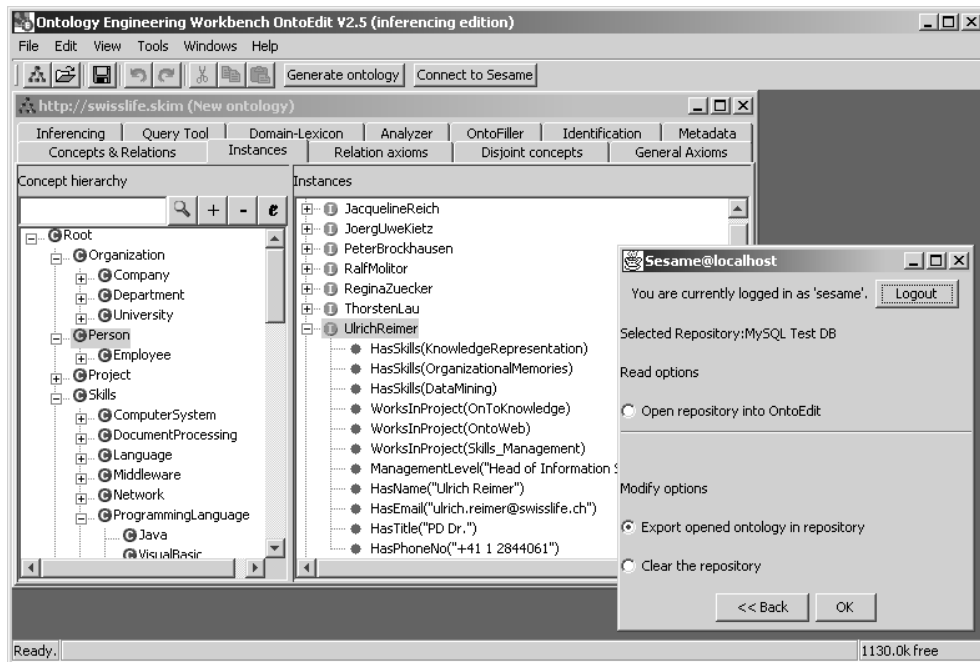 Ontology Engineering Workbench OntoEdit V2.5 (inferencing edition)
File Edit View Tools Windows Help
Generate ontology Connect to Sesame
http://swisslife.skim (New ontology)
Inferencing Query Tool Domain-Lexicon Analyzer OntoFiller Identification Metadata
Concepts & Relations Instances Relation axioms Disjoint concepts General Axioms
Concept hierarchy
+ - e
Root
Organization
Company
Department
University
Person
Employee
Project
Skills
ComputerSystem
DocumentProcessing
Language
Middleware
Network
ProgrammingLanguage
Java
VisualBasic
Instances
JacquelineReich
JoergUweKietz
PeterBrockhausen
RalfMolitor
ReginaZuecker
ThorstenLau
UlrichReimer
HasSkills(KnowledgeRepresentation)
HasSkills(OrganizationalMemories)
HasSkills(DataMining)
WorksInProject(OnToKnowledge)
WorksInProject(OntoWeb)
WorksInProject(Skills_Management)
ManagementLevel("Head of Information S
HasName("Ulrich Reimer")
HasEmail("ulrich.reimer@swisslife.ch")
HasTitle("PD Dr.")
HasPhoneNo("+41 1 2844061")
Sesame@localhost
You are currently logged in as 'sesame'. Logout
Selected Repository:MySQL Test DB
Read options
Open repository into OntoEdit
Modify options
Export opened ontology in repository
Clear the repository
<< Back OK
Ready. 1130.0k free